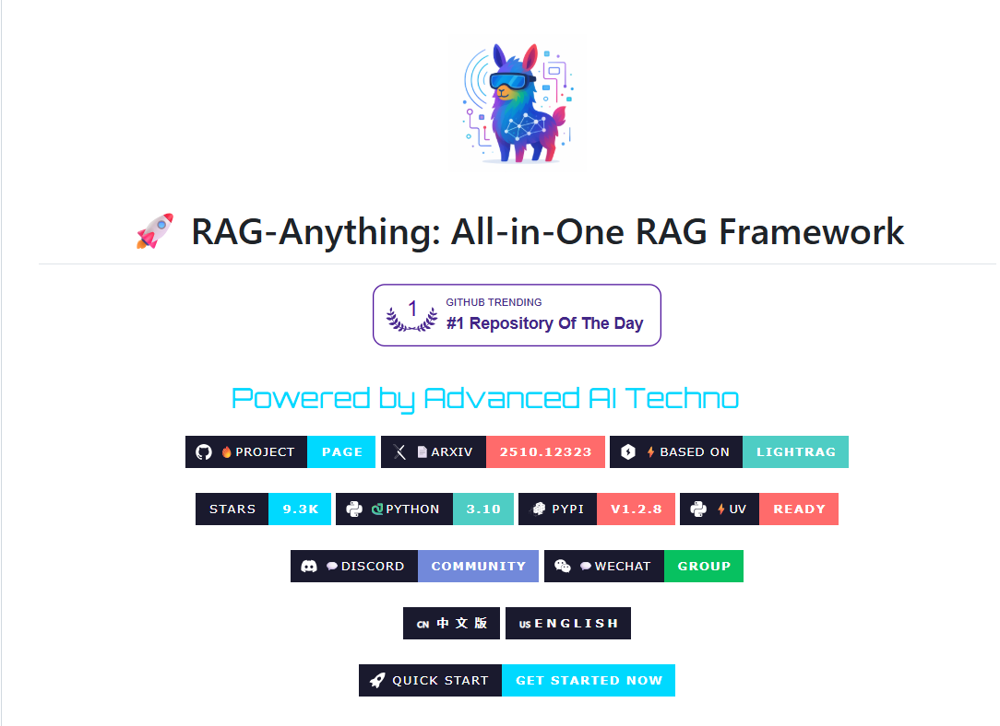 RAG-Anything: All-in-One RAG Framework
1
GITHUB TRENDING
#1 Repository Of The Day
Powered by Advanced AI Techno
PROJECT PAGE ARXIV 2510.12323 BASED ON LIGHTRAG
STARS 9.3K PYTHON 3.10 PYPI V1.2.8 UV READY
DISCORD COMMUNITY WECHAT GROUP
CN 中文版 US ENGLISH
QUICK START GET STARTED NOW